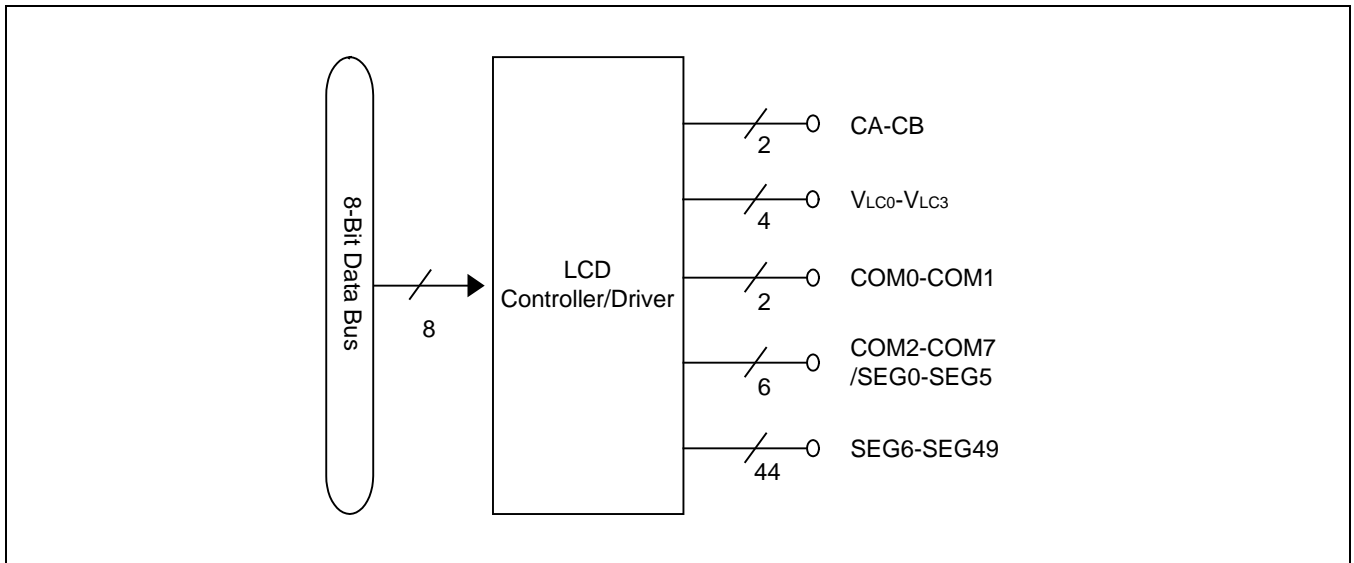 8-Bit Data Bus
8
LCD
Controller/Driver
2
CA-CB
4
VLC0-VLC3
2
COM0-COM1
6
COM2-COM7
/SEG0-SEG5
44
SEG6-SEG49